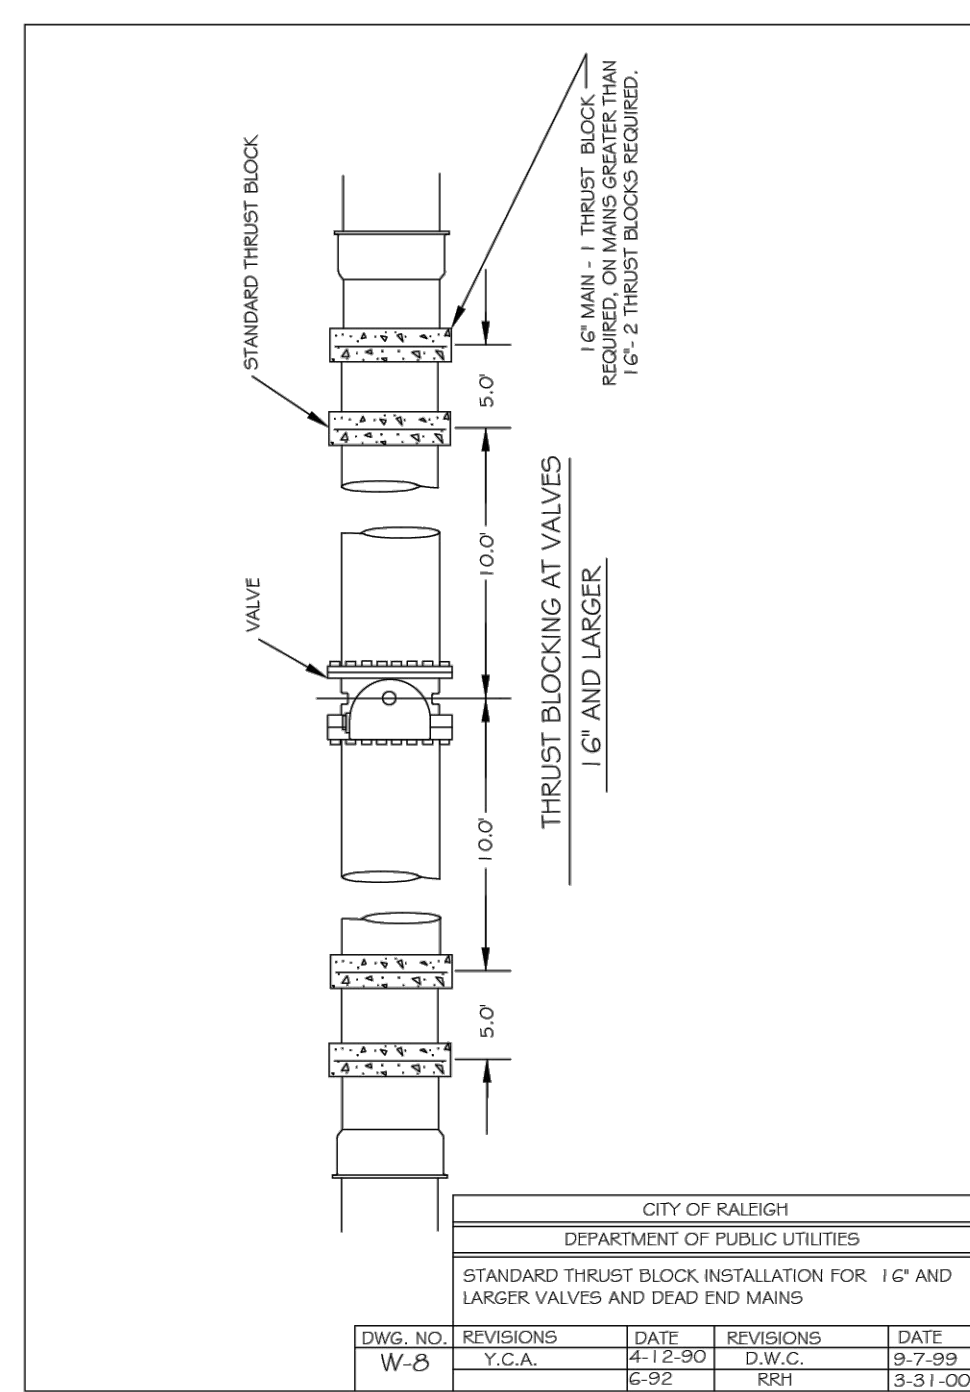 16" MAIN - 1 THRUST BLOCK
REQUIRED, ON MAINS GREATER THAN
16"- 2 THRUST BLOCKS REQUIRED.
STANDARD THRUST BLOCK
5.0'
10.0'
VALVE
THRUST BLOCKING AT VALVES
16" AND LARGER
10.0'
5.0'
CITY OF RALEIGH
DEPARTMENT OF PUBLIC UTILITIES
STANDARD THRUST BLOCK INSTALLATION FOR 16" AND
LARGER VALVES AND DEAD END MAINS
DWG. NO. REVISIONS DATE REVISIONS DATE
W-8 Y.C.A. 4-12-90 D.W.C. 9-7-99
6-92 RRH 3-31-00